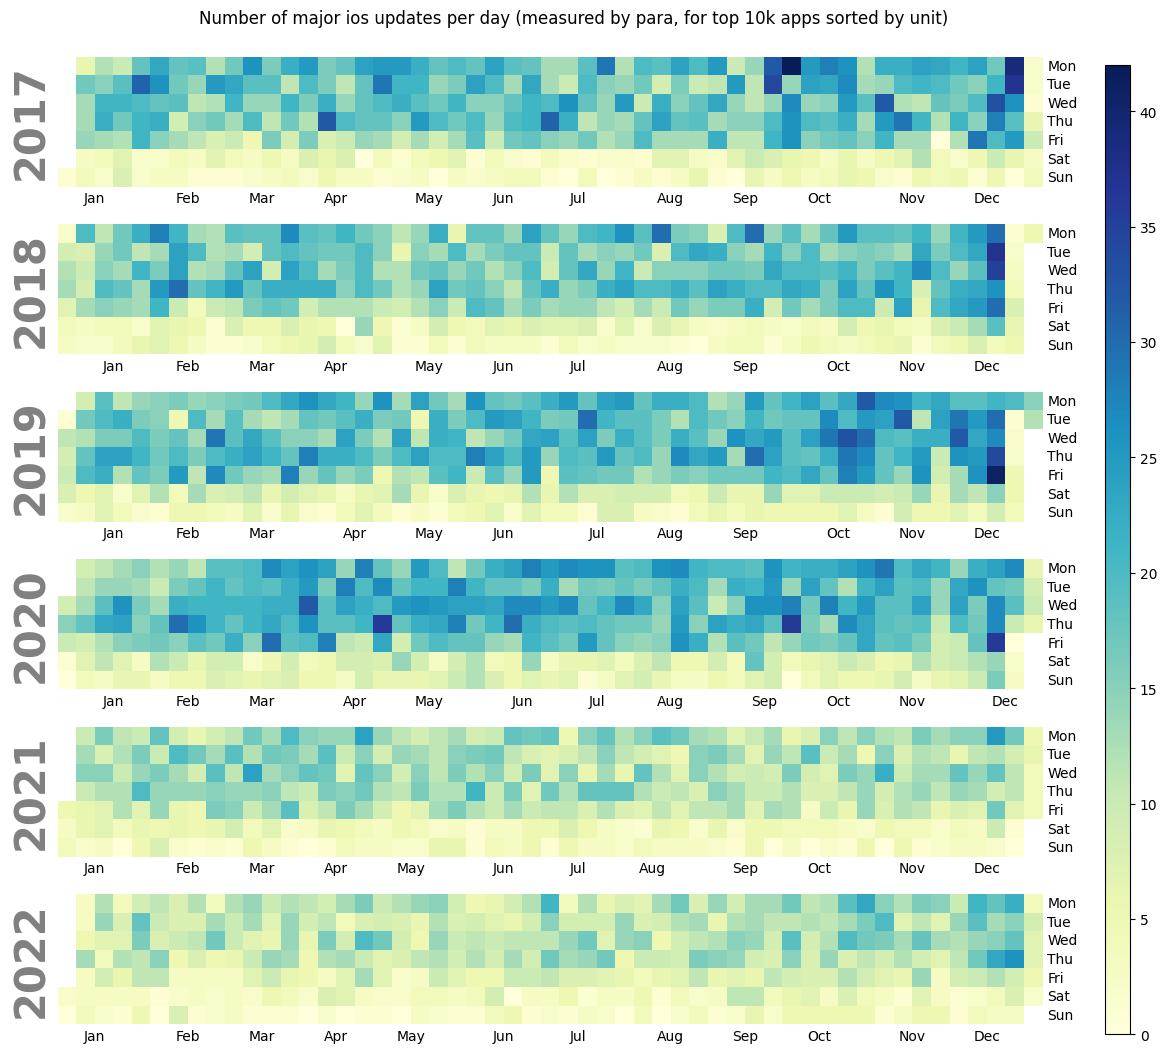 Number of major ios updates per day (measured by para, for top 10k apps sorted by unit)
2017
Mon
Tue
Wed
Thu
Fri
Sat
Sun
Jan Feb Mar Apr May Jun Jul Aug Sep Oct Nov Dec
2018
Mon
Tue
Wed
Thu
Fri
Sat
Sun
Jan Feb Mar Apr May Jun Jul Aug Sep Oct Nov Dec
2019
Mon
Tue
Wed
Thu
Fri
Sat
Sun
Jan Feb Mar Apr May Jun Jul Aug Sep Oct Nov Dec
2020
Mon
Tue
Wed
Thu
Fri
Sat
Sun
Jan Feb Mar Apr May Jun Jul Aug Sep Oct Nov Dec
2021
Mon
Tue
Wed
Thu
Fri
Sat
Sun
Jan Feb Mar Apr May Jun Jul Aug Sep Oct Nov Dec
2022
Mon
Tue
Wed
Thu
Fri
Sat
Sun
Jan Feb Mar Apr May Jun Jul Aug Sep Oct Nov Dec
40
35
30
25
20
15
10
5
0